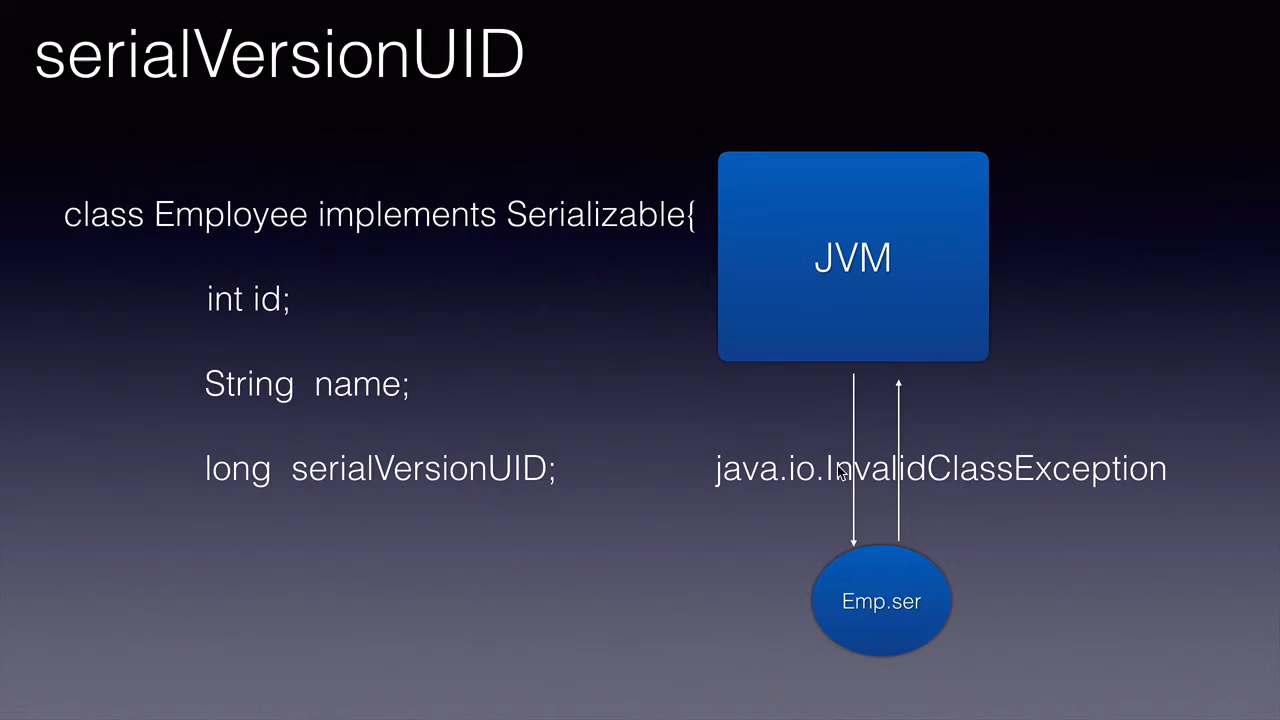 serialVersionUID
class Employee implements Serializable{
int id;
String name;
long serialVersionUID;
JVM
java.io.InvalidClassException
Emp.ser